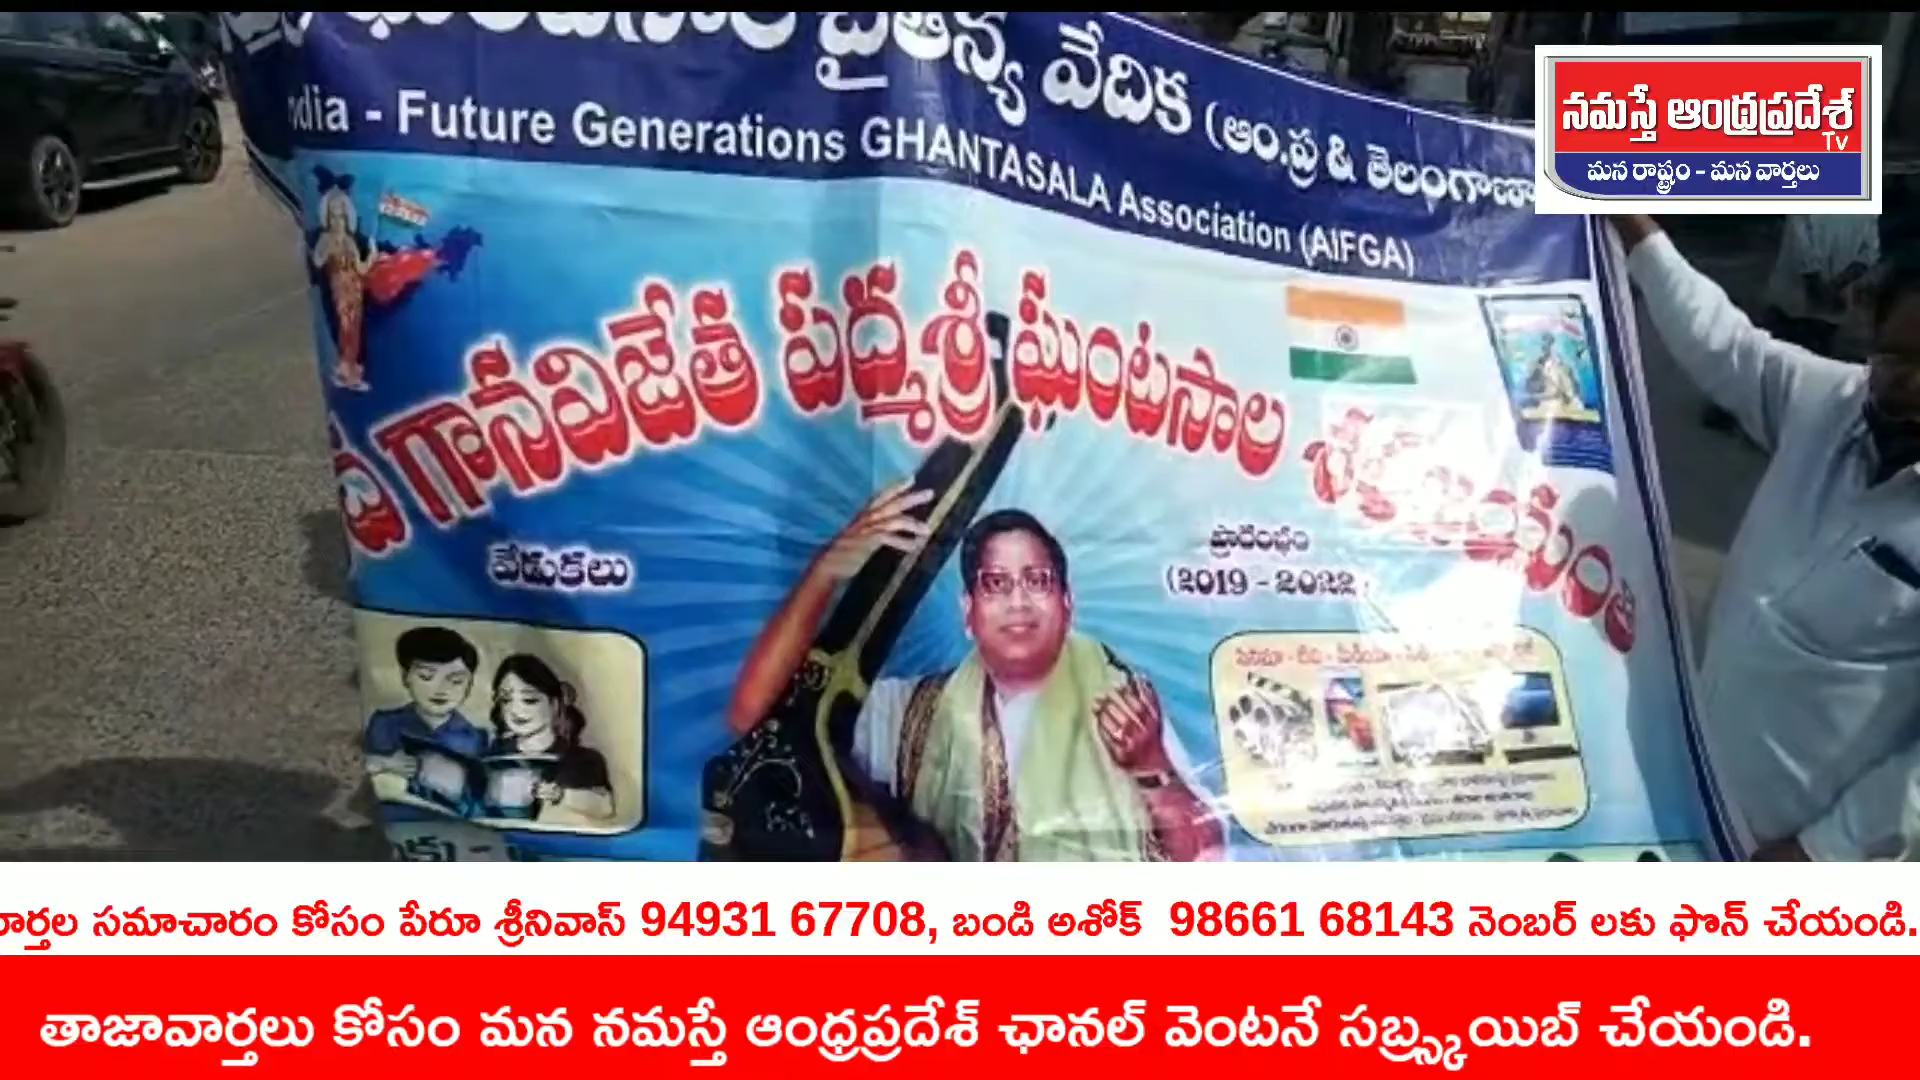 చైతన్య వేదిక (ఆం.ప్ర & తెలంగాణా
ndia - Future Generations GHANTASALA Association (AIFGA)
నమస్తే ఆంధ్రప్రదేశ్
Tv
మన రాష్ట్రం - మన వార్తలు
గానవిజేత పద్మశ్రీ ఘంటసాల శతజయంతి
వేడుకలు
ప్రారంభం
(2019 - 2022)
వార్తల సమాచారం కోసం పేరూ శ్రీనివాస్ 94931 67708, బండి అశోక్ 98661 68143 నెంబర్ లకు ఫొన్ చేయండి.
తాజావార్తలు కోసం మన నమస్తే ఆంధ్రప్రదేశ్ ఛానల్ వెంటనే సబ్స్క్రయిబ్ చేయండి.